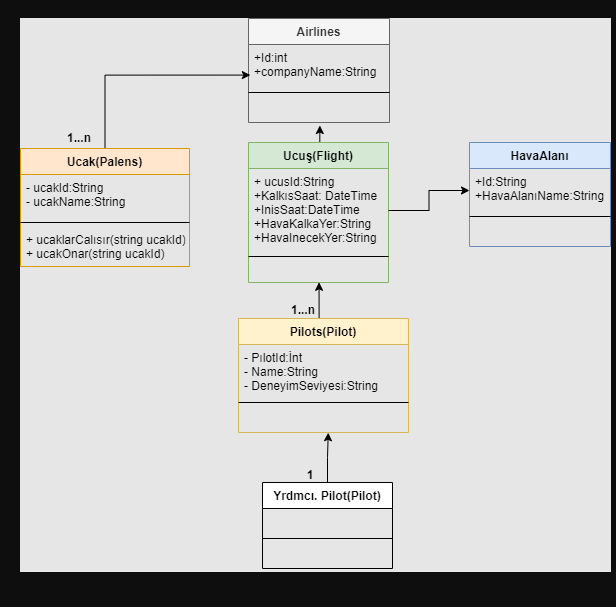 Airlines
+Id:int
+companyName:String
1...n
Ucak(Palens)
- ucakId:String
- ucakName:String
+ ucaklarCalısır(string ucakId)
+ ucakOnar(string ucakId)
Ucuş(Flight)
+ ucusId:String
+KalkısSaat: DateTime
+InisSaat:DateTime
+HavaKalkaYer:String
+HavaInecekYer:String
HavaAlanı
+Id:String
+HavaAlanıName:String
1...n
Pilots(Pilot)
- PılotId:İnt
- Name:String
- DeneyimSeviyesi:String
1
Yrdmcı. Pilot(Pilot)